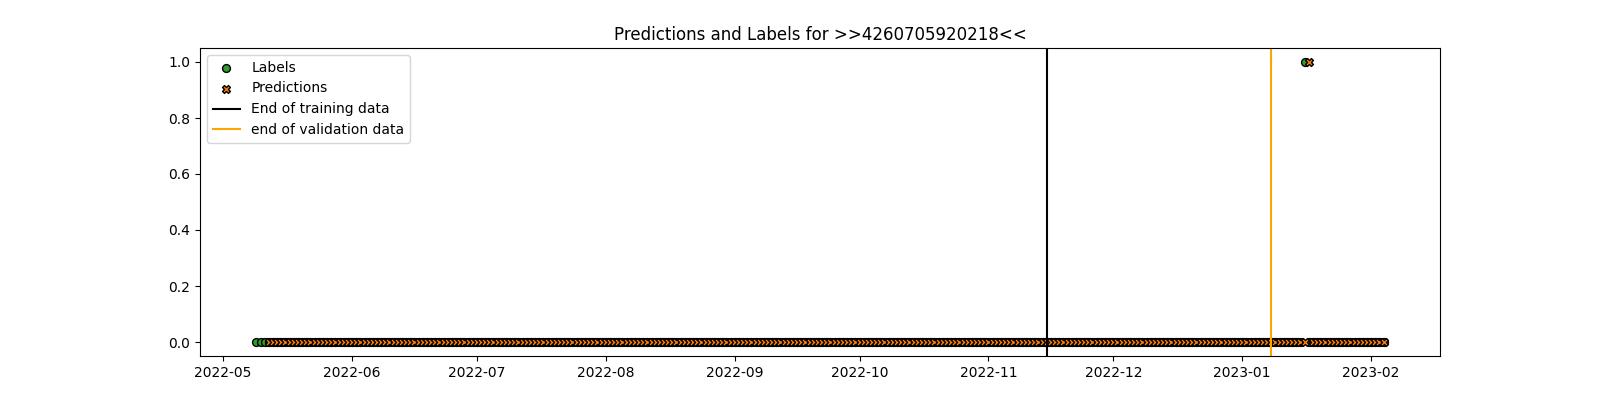 Predictions and Labels for >>4260705920218<<
1.0
0.8
0.6
0.4
0.2
0.0
Labels
Predictions
End of training data
end of validation data
2022-05 2022-06 2022-07 2022-08 2022-09 2022-10 2022-11 2022-12 2023-01 2023-02